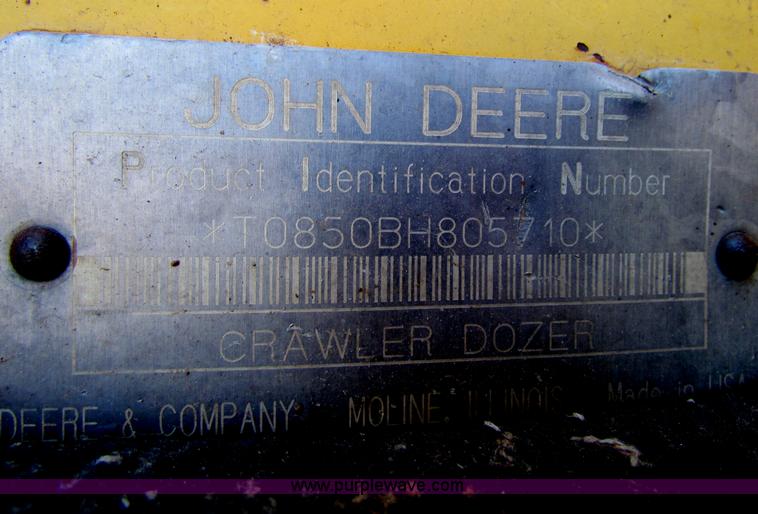 JOHN DEERE
Product Identification Number
*T0850BH805710*
CRAWLER DOZER
DEERE & COMPANY MOLINE, ILLINOIS Made in USA
www.purplewave.com